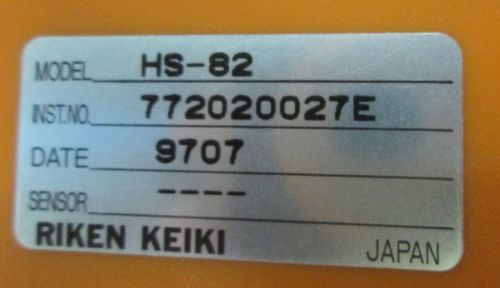 MODEL HS-82
INST.NO. 772020027E
DATE 9707
SENSOR ----
RIKEN KEIKI JAPAN